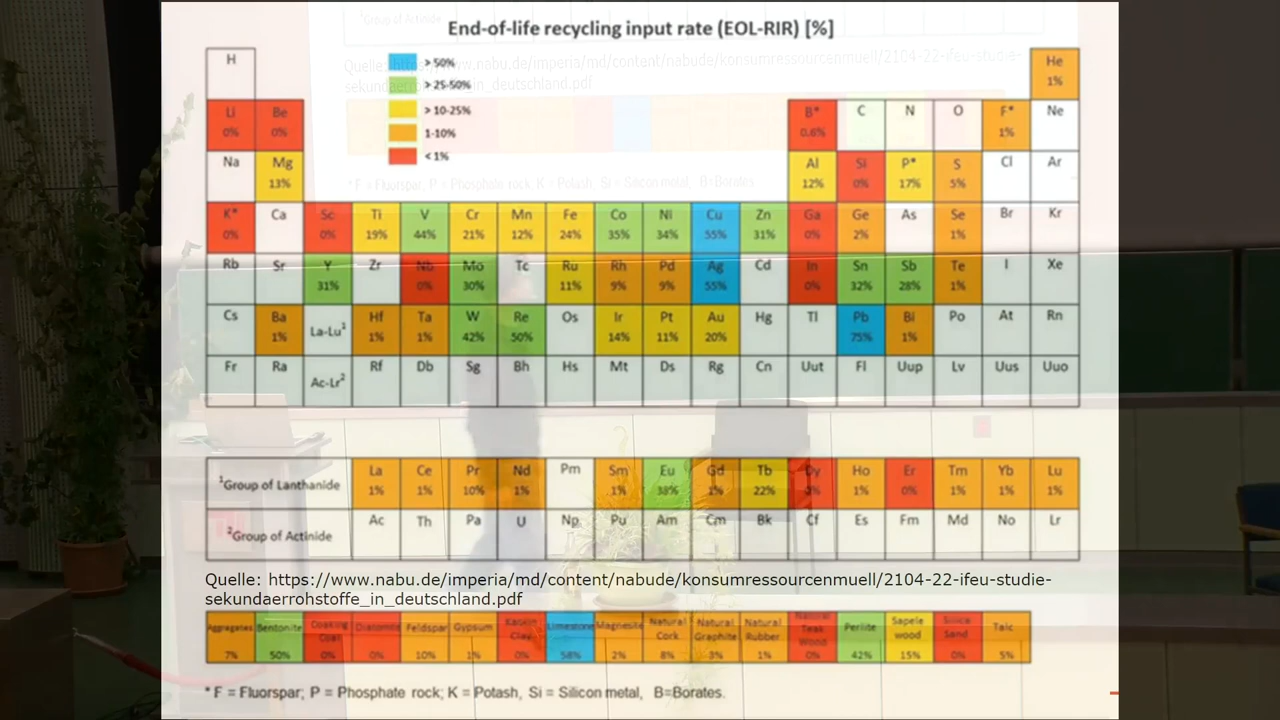 End-of-life recycling input rate (EOL-RIR) [%]
> 50%
> 25-50%
> 10-25%
1-10%
< 1%
H He 1%
Li 0% Be 0% B* 0.6% C N O F* 1% Ne
Na Mg 13% Al 12% Si 0% P* 17% S 5% Cl Ar
K* 0% Ca Sc 0% Ti 19% V 44% Cr 21% Mn 12% Fe 24% Co 35% Ni 34% Cu 55% Zn 31% Ga 0% Ge 2% As Se 1% Br Kr
Rb Sr Y 31% Zr Nb 0% Mo 30% Tc Ru 11% Rh 9% Pd 9% Ag 55% Cd In 0% Sn 32% Sb 28% Te 1% I Xe
Cs Ba 1% La-Lu¹ Hf 1% Ta 1% W 42% Re 50% Os Ir 14% Pt 11% Au 20% Hg Tl Pb 75% Bi 1% Po At Rn
Fr Ra Ac-Lr² Rf Db Sg Bh Hs Mt Ds Rg Cn Uut Fl Uup Lv Uus Uuo
¹Group of Lanthanide La 1% Ce 1% Pr 10% Nd 1% Pm Sm 1% Eu 38% Gd 1% Tb 22% Dy 0% Ho 1% Er 0% Tm 1% Yb 1% Lu 1%
²Group of Actinide Ac Th Pa U Np Pu Am Cm Bk Cf Es Fm Md No Lr
Quelle: https://www.nabu.de/imperia/md/content/nabude/konsumressourcenmuell/2104-22-ifeu-studie-
sekundaerrohstoffe_in_deutschland.pdf
Aggregates 7% Bentonite 50% Coaking Coal 0% Diatomite 0% Feldspar 10% Gypsum 1% Kaolin Clay 0% Limestone 58% Magnesite 2% Natural Cork 8% Natural Graphite 3% Natural Rubber 1% Natural Teak Wood 0% Perlite 42% Sapele wood 15% Silica Sand 0% Talc 5%
* F = Fluorspar; P = Phosphate rock; K = Potash, Si = Silicon metal, B=Borates.